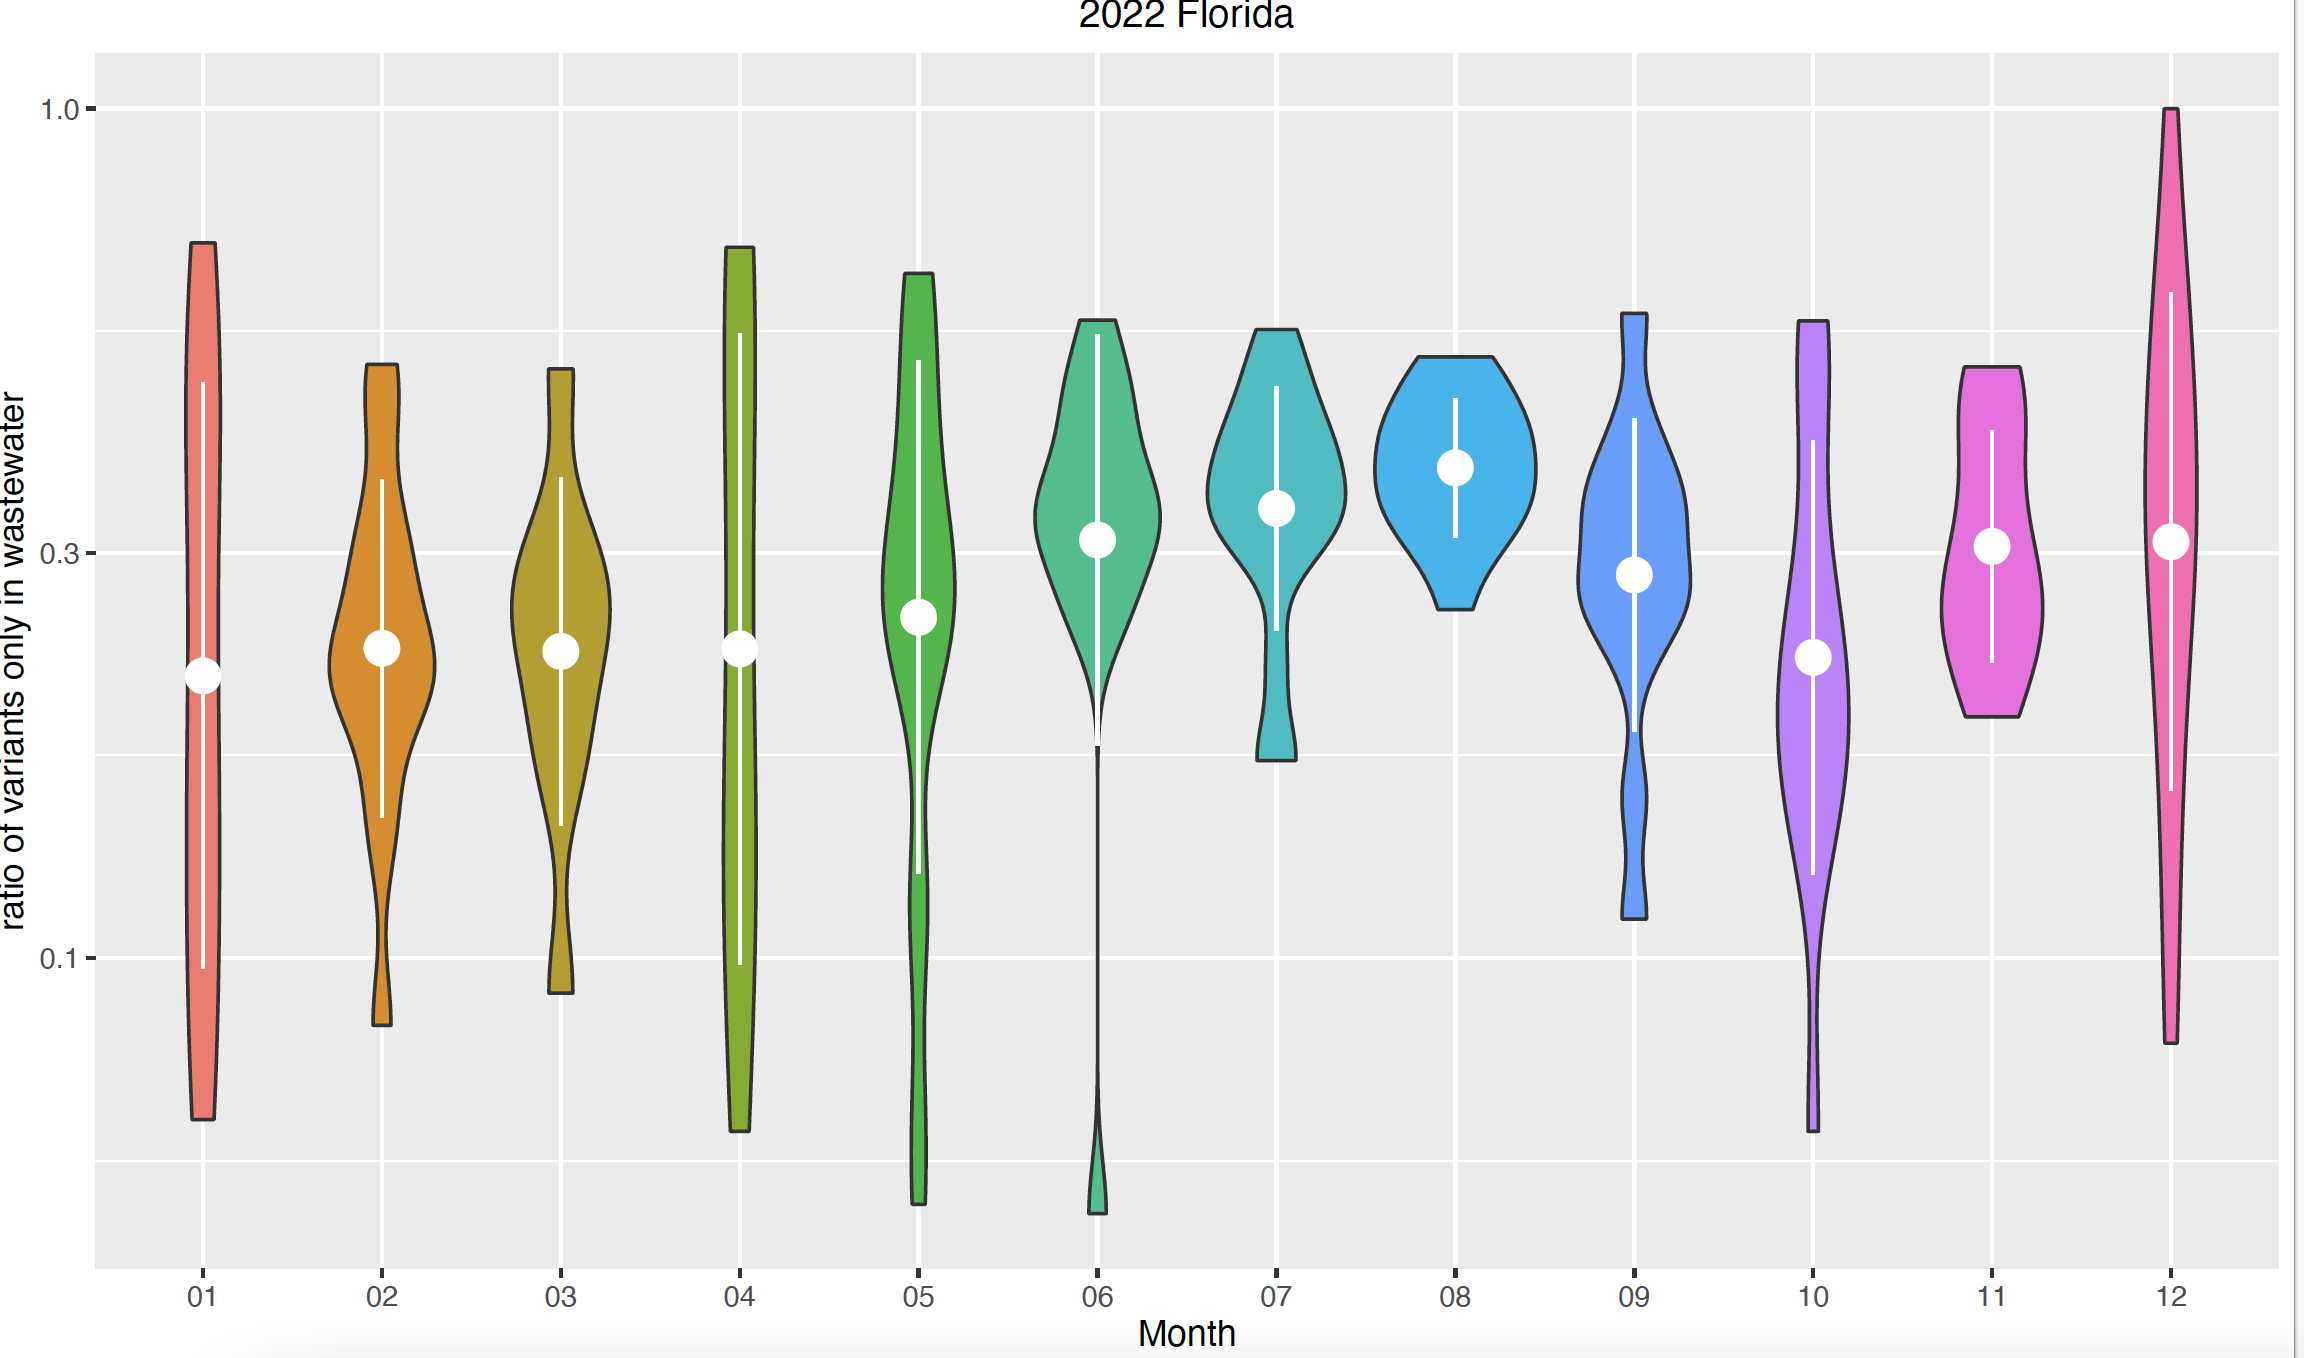 2022 Florida
ratio of variants only in wastewater
1.0
0.3
0.1
01 02 03 04 05 06 07 08 09 10 11 12
Month